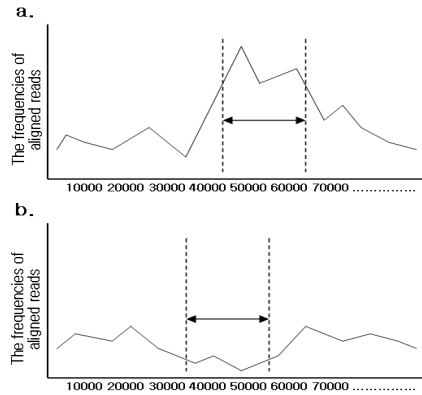 a.
The frequencies of
aligned reads
10000 20000 30000 40000 50000 60000 70000 ................
b.
The frequencies of
aligned reads
10000 20000 30000 40000 50000 60000 70000 ................